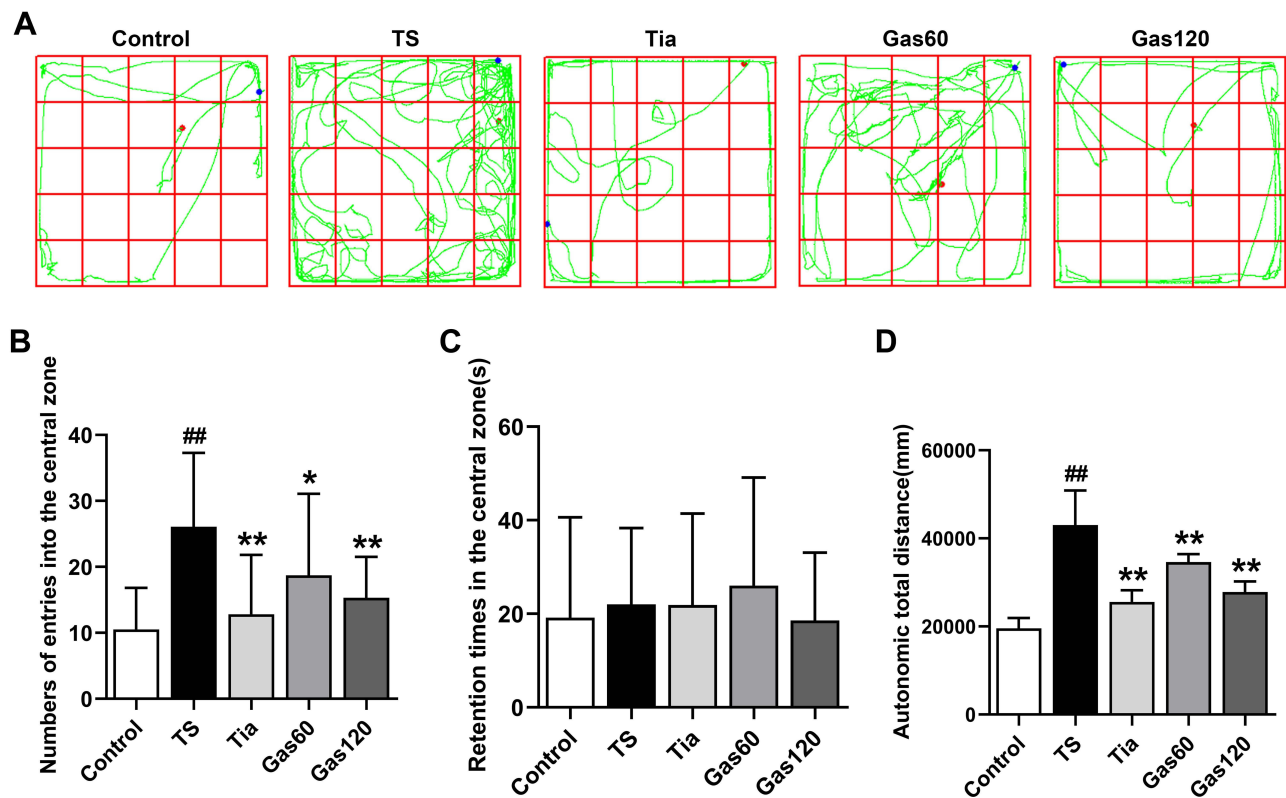 A
Control
TS
Tia
Gas60
Gas120
B
Numbers of entries into the central zone
40
30
20
10
0
##
**
*
**
Control
TS
Tia
Gas60
Gas120
C
Retention times in the central zone(s)
60
40
20
0
Control
TS
Tia
Gas60
Gas120
D
Autonomic total distance(mm)
60000
40000
20000
0
##
**
**
**
Control
TS
Tia
Gas60
Gas120